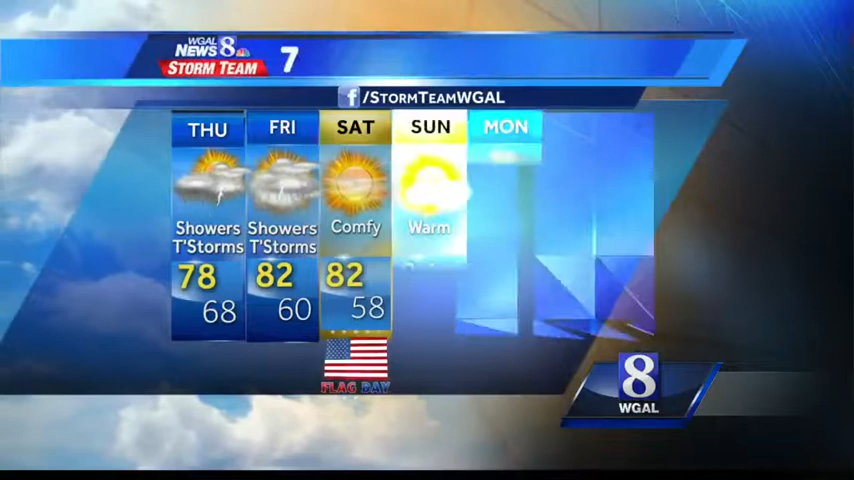 WGAL
NEWS 8
STORM TEAM
7
f /STORMTEAMWGAL
THU FRI SAT SUN MON
Showers Showers Comfy Warm
T'Storms T'Storms
78 82 82
68 60 58
FLAG DAY
8
WGAL